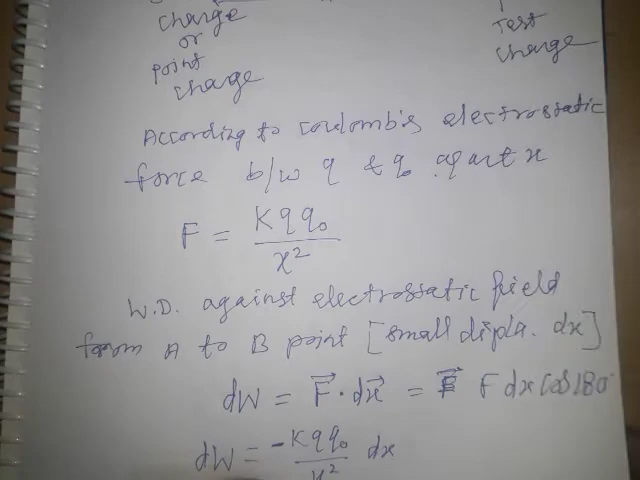 charge
or
point
charge
Test
charge
According to coulomb's electrostatic
force b/w q & q₀ apart x
F = Kqq₀/x²
W.D. against electrostatic field
from A to B point [small displa. dx]
dW = F⃗·dx⃗ = F dx cos180°
dW = -Kqq₀/x² dx